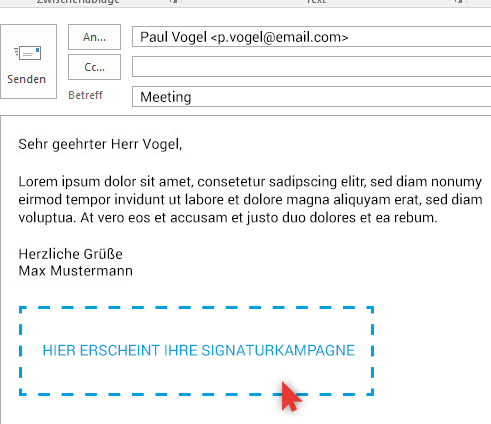 Zwischenablage Text
An... Paul Vogel <p.vogel@email.com>
Cc...
Senden
Betreff Meeting
Sehr geehrter Herr Vogel,
Lorem ipsum dolor sit amet, consetetur sadipscing elitr, sed diam nonumy
eirmod tempor invidunt ut labore et dolore magna aliquyam erat, sed diam
voluptua. At vero eos et accusam et justo duo dolores et ea rebum.
Herzliche Grüße
Max Mustermann
HIER ERSCHEINT IHRE SIGNATURKAMPAGNE